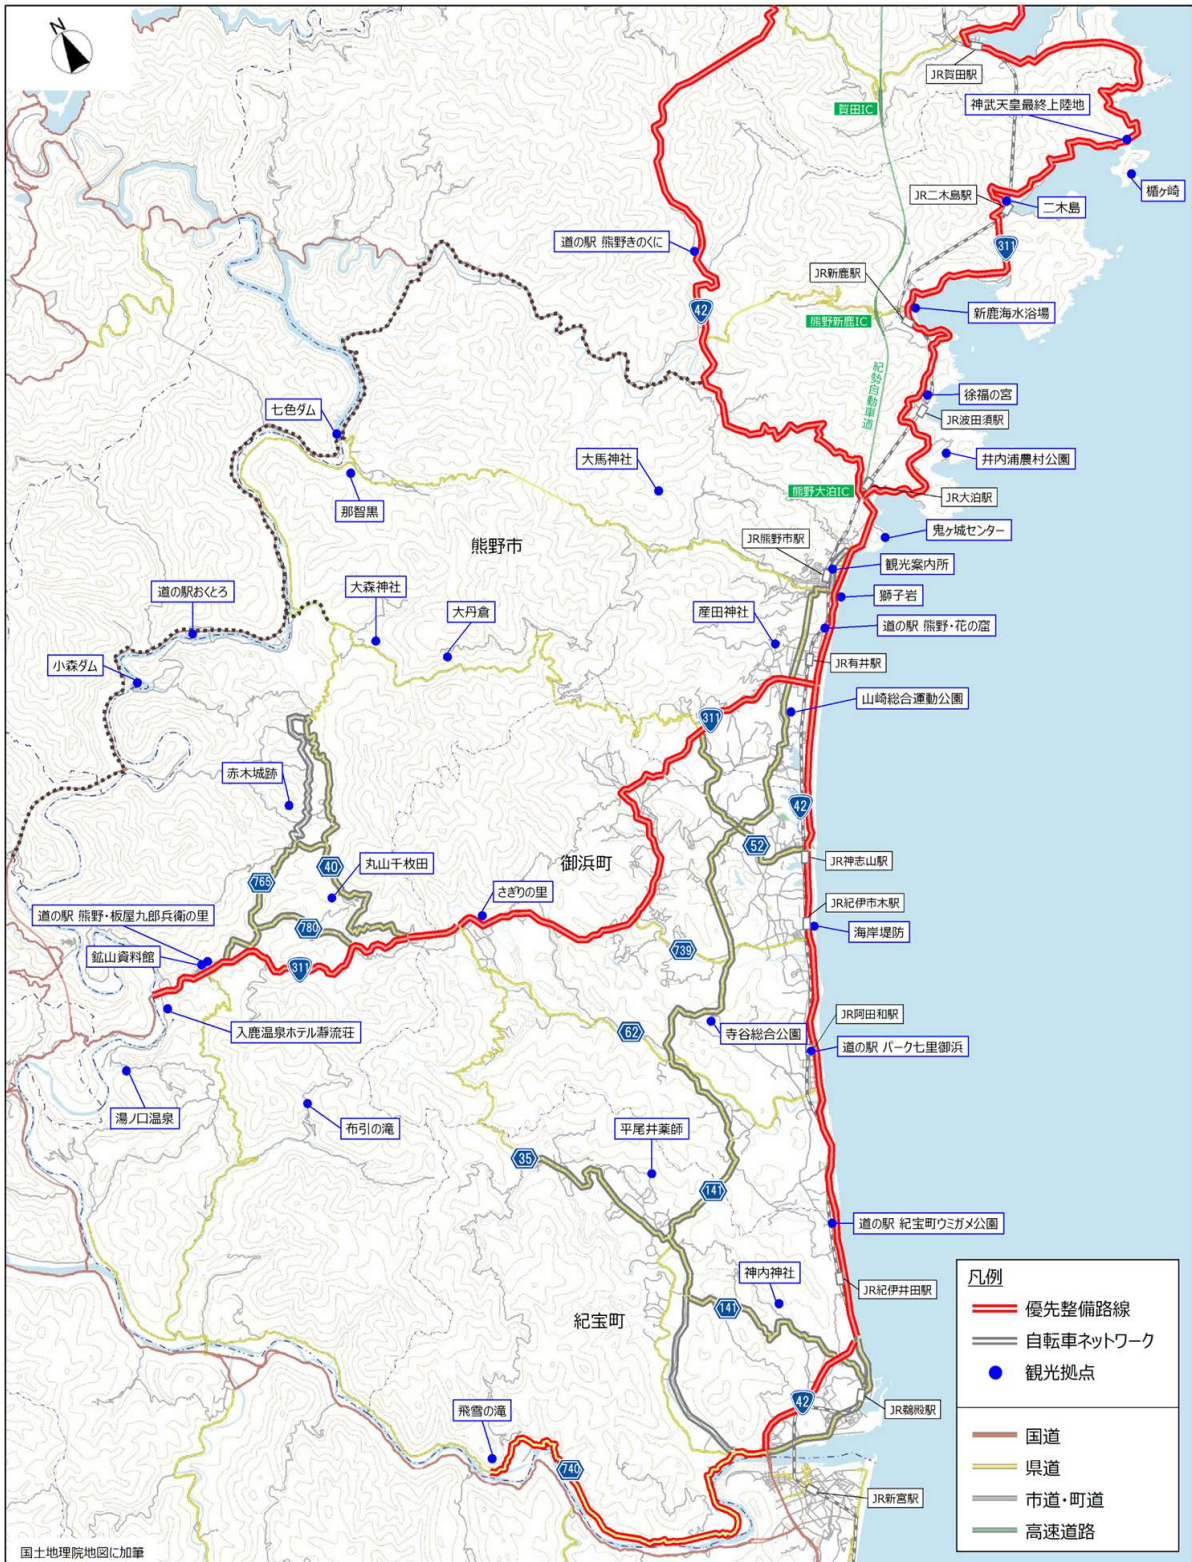 N
JR賀田駅
賀田IC
神武天皇最終上陸地
楯ヶ崎
JR二木島駅
二木島
311
道の駅 熊野きのくに
JR新鹿駅
42
熊野新鹿IC
新鹿海水浴場
紀勢自動車道
徐福の宮
JR波田須駅
七色ダム
大馬神社
井内浦農村公園
熊野大泊IC
JR大泊駅
那智黒
鬼ヶ城センター
JR熊野市駅
熊野市
観光案内所
道の駅おくとろ
大森神社
大丹倉
産田神社
獅子岩
道の駅 熊野・花の窟
小森ダム
JR有井駅
山崎総合運動公園
311
赤木城跡
42
52
御浜町
JR神志山駅
丸山千枚田
40
765
さぎりの里
JR紀伊市木駅
道の駅 熊野・板屋九郎兵衛の里
780
海岸堤防
739
鉱山資料館
311
入鹿温泉ホテル瀞流荘
62
寺谷総合公園
JR阿田和駅
道の駅 パーク七里御浜
湯ノ口温泉
布引の滝
平尾井薬師
35
141
道の駅 紀宝町ウミガメ公園
神内神社
JR紀伊井田駅
141
紀宝町
42
JR鵜殿駅
飛雪の滝
740
JR新宮駅
凡例
優先整備路線
自転車ネットワーク
観光拠点
国道
県道
市道・町道
高速道路
国土地理院地図に加筆